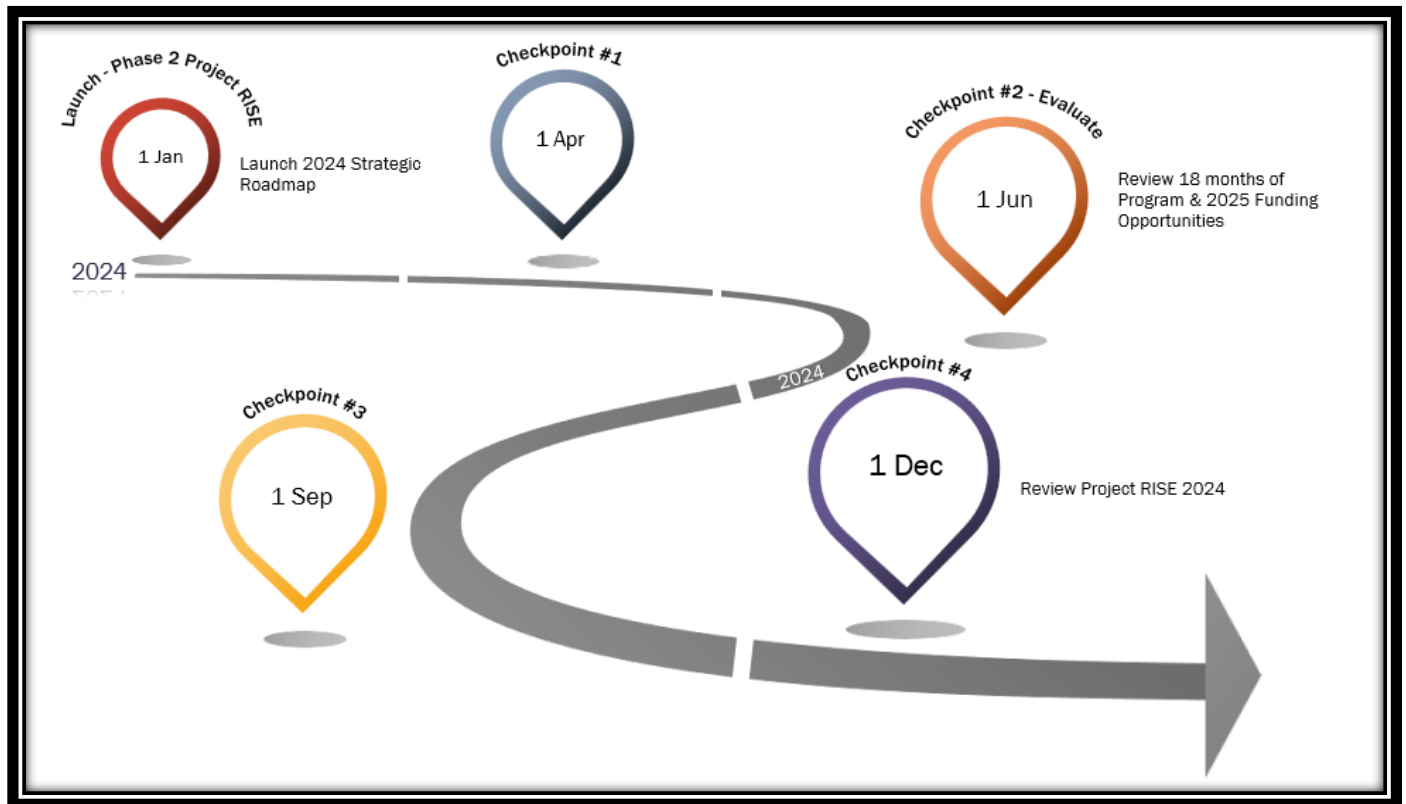 Launch - Phase 2 Project RISE
1 Jan
Launch 2024 Strategic
Roadmap
Checkpoint #1
1 Apr
Checkpoint #2 - Evaluate
1 Jun
Review 18 months of
Program & 2025 Funding
Opportunities
2024
2024
Checkpoint #3
1 Sep
Checkpoint #4
1 Dec
Review Project RISE 2024